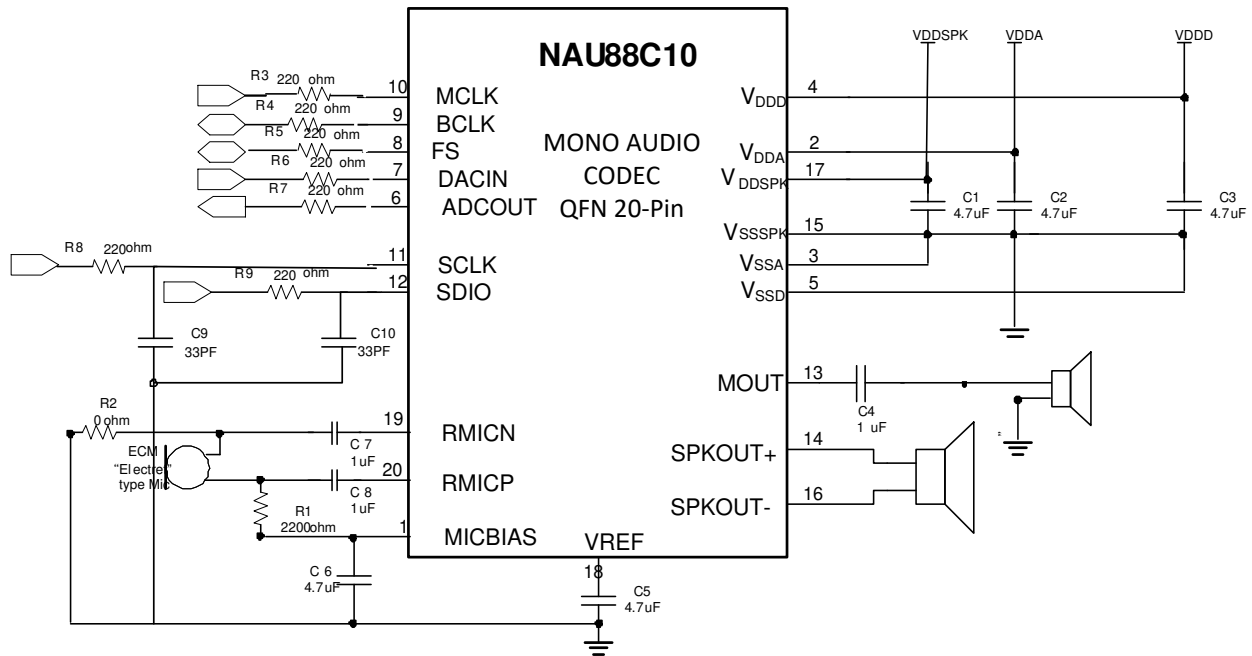 NAU88C10
MONO AUDIO
CODEC
QFN 20-Pin
VDDSPK
VDDA
VDDD
R3
220 ohm
10
MCLK
R4
220 ohm
9
BCLK
R5
220 ohm
8
FS
R6
220 ohm
7
DACIN
R7
220 ohm
6
ADCOUT
R8
220ohm
11
SCLK
R9
220 ohm
12
SDIO
C9
33PF
C10
33PF
R2
0 ohm
19
RMICN
C 7
1uF
ECM
"Electret"
type Mic
20
RMICP
C 8
1uF
R1
2200ohm
1
MICBIAS
C 6
4.7uF
VREF
18
C5
4.7uF
4
VDDD
2
VDDA
17
VDDSPK
C1
4.7uF
C2
4.7uF
C3
4.7uF
15
VSSSPK
3
VSSA
5
VSSD
MOUT
13
C4
1 uF
SPKOUT+
14
SPKOUT-
16